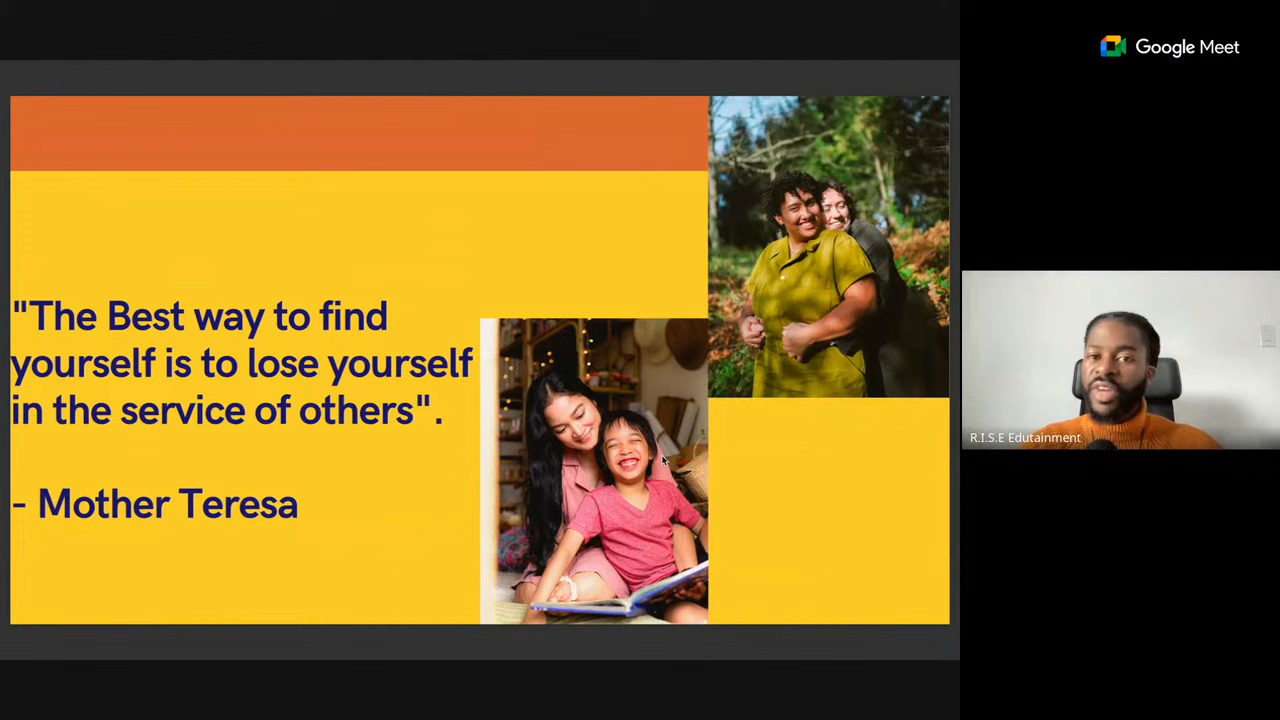 Google Meet
"The Best way to find
yourself is to lose yourself
in the service of others".
- Mother Teresa
R.I.S.E Edutainment